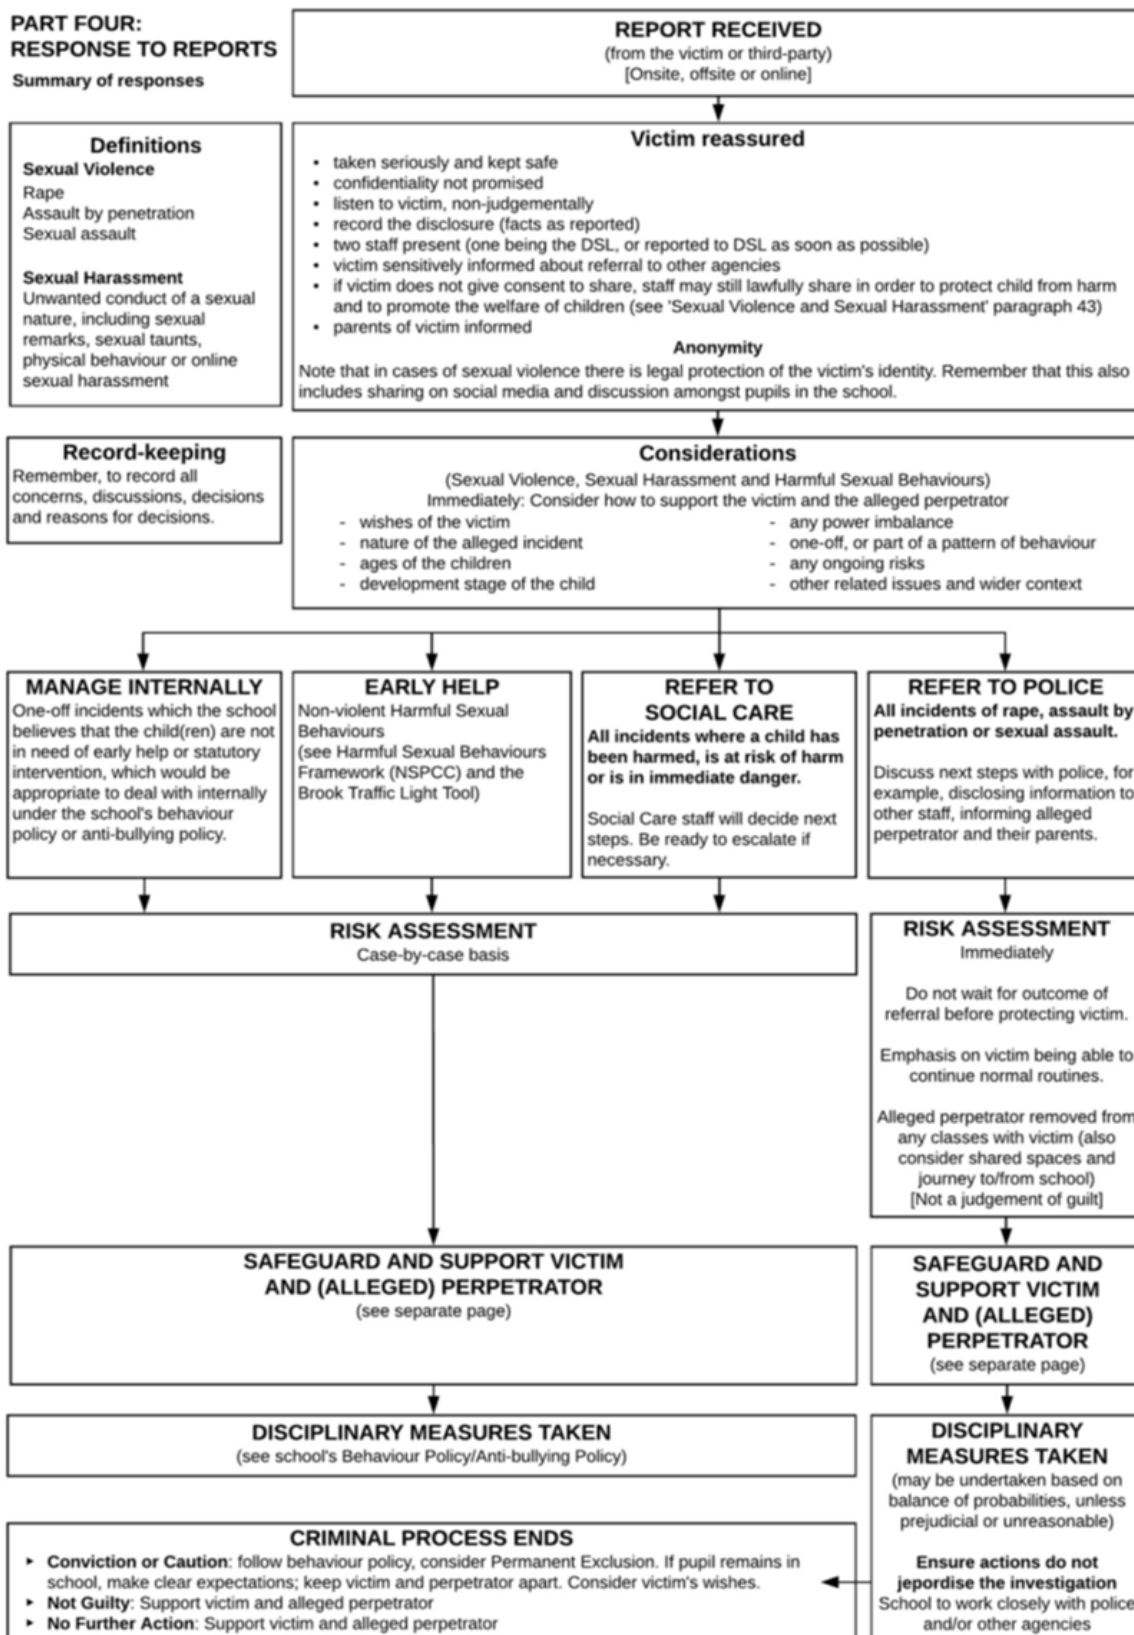 PART FOUR:
RESPONSE TO REPORTS
Summary of responses
REPORT RECEIVED
(from the victim or third-party)
[Onsite, offsite or online]
Definitions
Sexual Violence
Rape
Assault by penetration
Sexual assault
Sexual Harassment
Unwanted conduct of a sexual
nature, including sexual
remarks, sexual taunts,
physical behaviour or online
sexual harassment
Victim reassured
• taken seriously and kept safe
• confidentiality not promised
• listen to victim, non-judgementally
• record the disclosure (facts as reported)
• two staff present (one being the DSL, or reported to DSL as soon as possible)
• victim sensitively informed about referral to other agencies
• if victim does not give consent to share, staff may still lawfully share in order to protect child from harm
and to promote the welfare of children (see 'Sexual Violence and Sexual Harassment' paragraph 43)
• parents of victim informed
Anonymity
Note that in cases of sexual violence there is legal protection of the victim's identity. Remember that this also
includes sharing on social media and discussion amongst pupils in the school.
Record-keeping
Remember, to record all
concerns, discussions, decisions
and reasons for decisions.
Considerations
(Sexual Violence, Sexual Harassment and Harmful Sexual Behaviours)
Immediately: Consider how to support the victim and the alleged perpetrator
- wishes of the victim
- nature of the alleged incident
- ages of the children
- development stage of the child
- any power imbalance
- one-off, or part of a pattern of behaviour
- any ongoing risks
- other related issues and wider context
MANAGE INTERNALLY
One-off incidents which the school
believes that the child(ren) are not
in need of early help or statutory
intervention, which would be
appropriate to deal with internally
under the school's behaviour
policy or anti-bullying policy.
EARLY HELP
Non-violent Harmful Sexual
Behaviours
(see Harmful Sexual Behaviours
Framework (NSPCC) and the
Brook Traffic Light Tool)
REFER TO
SOCIAL CARE
All incidents where a child has
been harmed, is at risk of harm
or is in immediate danger.
Social Care staff will decide next
steps. Be ready to escalate if
necessary.
REFER TO POLICE
All incidents of rape, assault by
penetration or sexual assault.
Discuss next steps with police, for
example, disclosing information to
other staff, informing alleged
perpetrator and their parents.
RISK ASSESSMENT
Case-by-case basis
RISK ASSESSMENT
Immediately
Do not wait for outcome of
referral before protecting victim.
Emphasis on victim being able to
continue normal routines.
Alleged perpetrator removed from
any classes with victim (also
consider shared spaces and
journey to/from school)
[Not a judgement of guilt]
SAFEGUARD AND SUPPORT VICTIM
AND (ALLEGED) PERPETRATOR
(see separate page)
SAFEGUARD AND
SUPPORT VICTIM
AND (ALLEGED)
PERPETRATOR
(see separate page)
DISCIPLINARY MEASURES TAKEN
(see school's Behaviour Policy/Anti-bullying Policy)
DISCIPLINARY
MEASURES TAKEN
(may be undertaken based on
balance of probabilities, unless
prejudicial or unreasonable)
Ensure actions do not
jepordise the investigation
School to work closely with police
and/or other agencies
CRIMINAL PROCESS ENDS
‣ Conviction or Caution: follow behaviour policy, consider Permanent Exclusion. If pupil remains in
school, make clear expectations; keep victim and perpetrator apart. Consider victim's wishes.
‣ Not Guilty: Support victim and alleged perpetrator
‣ No Further Action: Support victim and alleged perpetrator